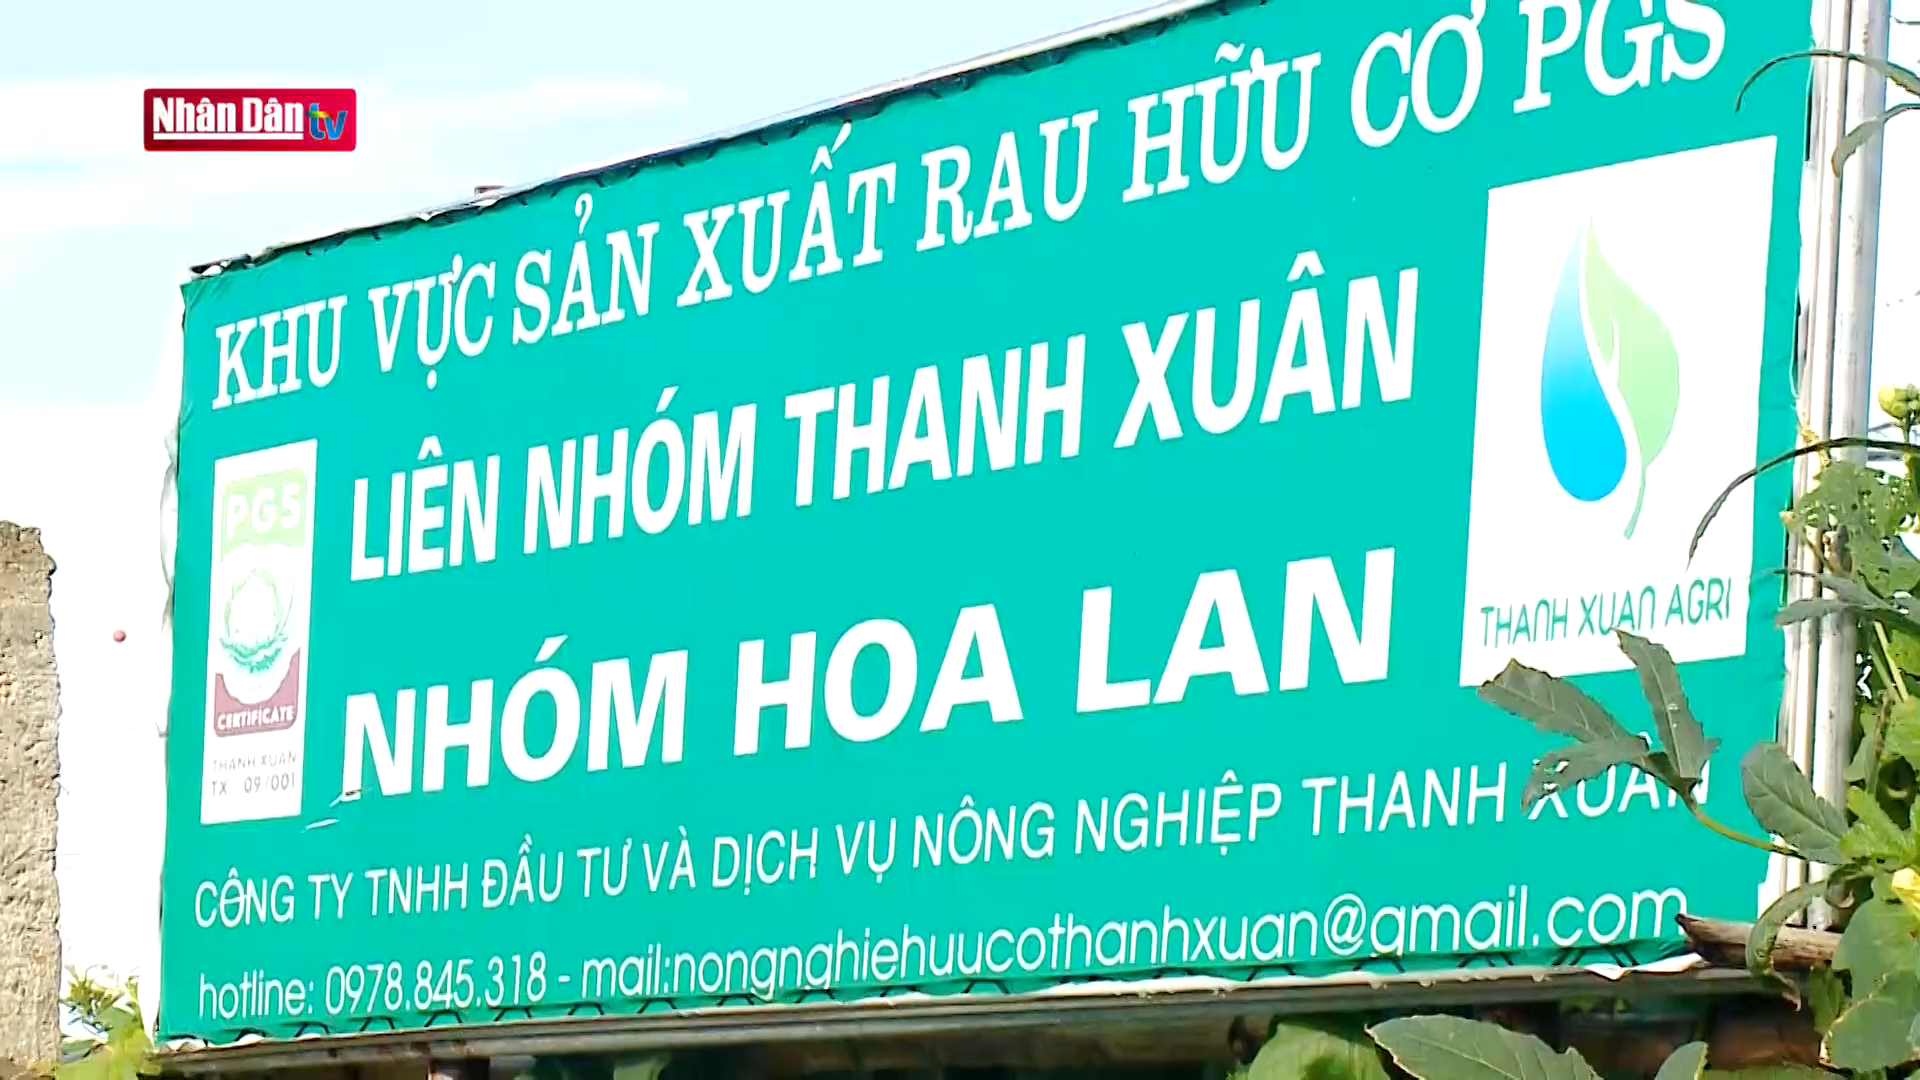 Nhân Dân tv
KHU VỰC SẢN XUẤT RAU HỮU CƠ PGS
LIÊN NHÓM THANH XUÂN
NHÓM HOA LAN
PGS
CERTIFICATE
THANH XUAN
TX 09/001
THANH XUAN AGRI
CÔNG TY TNHH ĐẦU TƯ VÀ DỊCH VỤ NÔNG NGHIỆP THANH XUÂN
hotline: 0978.845.318 - mail:nongnghiehuucothanhxuan@gmail.com